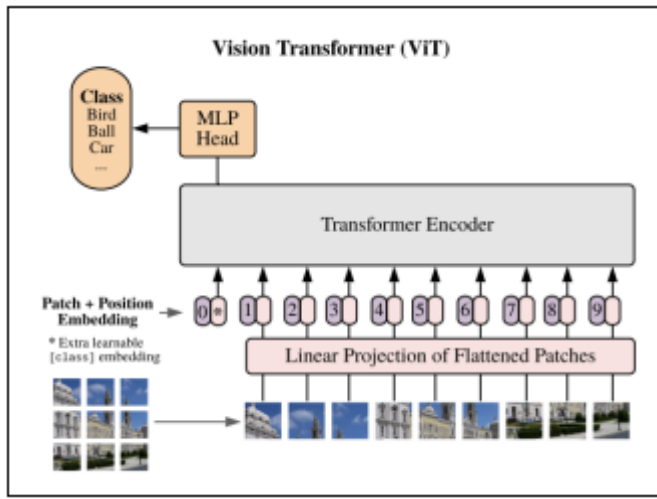 Vision Transformer (ViT)
Class
Bird
Ball
Car
...
MLP
Head
Transformer Encoder
Patch + Position
Embedding
0 * 1 2 3 4 5 6 7 8 9
* Extra learnable
[class] embedding
Linear Projection of Flattened Patches